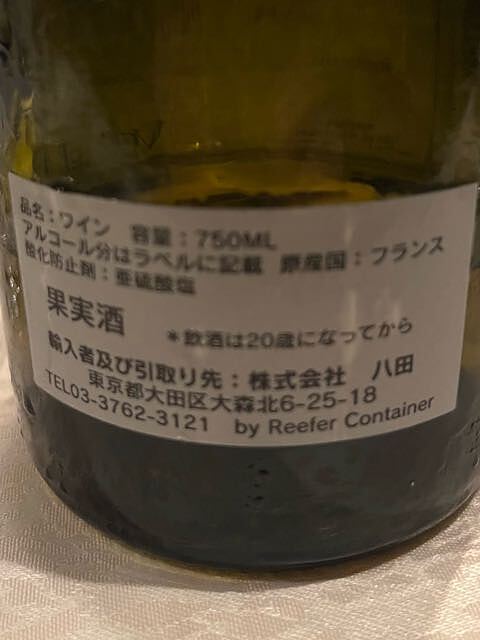 品名：ワイン　容量：750ML
アルコール分はラベルに記載　原産国：フランス
酸化防止剤：亜硫酸塩
果実酒　＊飲酒は20歳になってから
輸入者及び引取り先：株式会社　八田
東京都大田区大森北6-25-18
TEL03-3762-3121　by Reefer Container